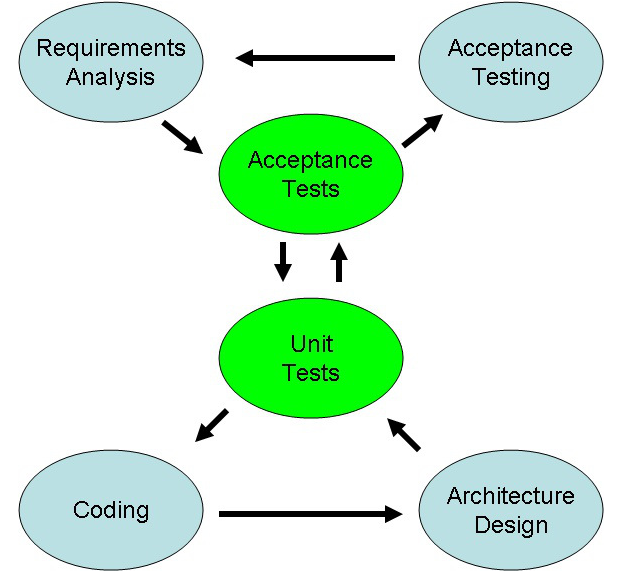 Requirements
Analysis
Acceptance
Testing
Acceptance
Tests
Unit
Tests
Coding
Architecture
Design